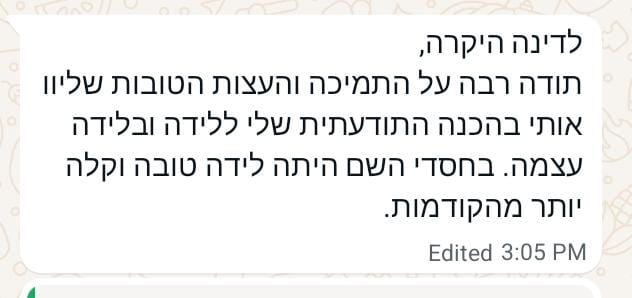 לדינה היקרה,
תודה רבה על התמיכה והעצות הטובות שליוו
אותי בהכנה התודעתית שלי ללידה ובלידה
עצמה. בחסדי השם היתה לידה טובה וקלה
יותר מהקודמות.
Edited 3:05 PM